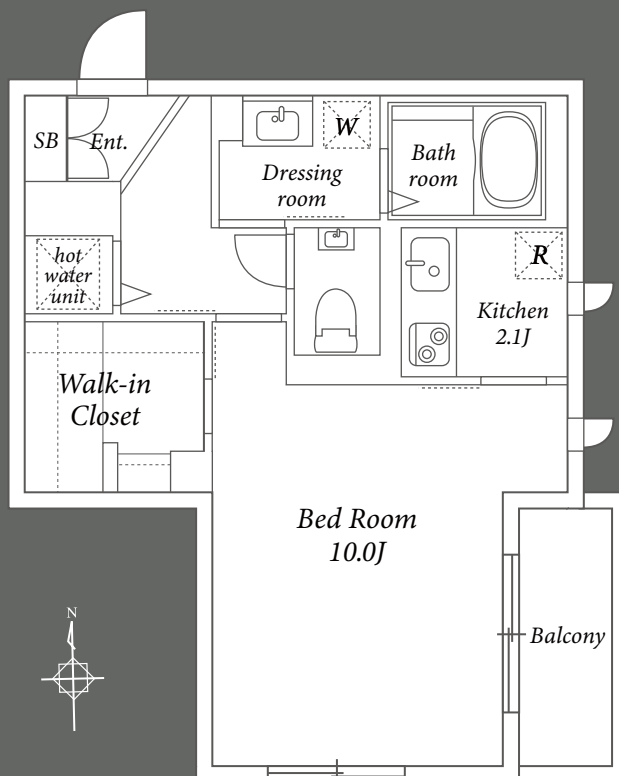 SB
Ent.
W
Dressing
room
Bath
room
hot
water
unit
R
Kitchen
2.1J
Walk-in
Closet
Bed Room
10.0J
Balcony
N